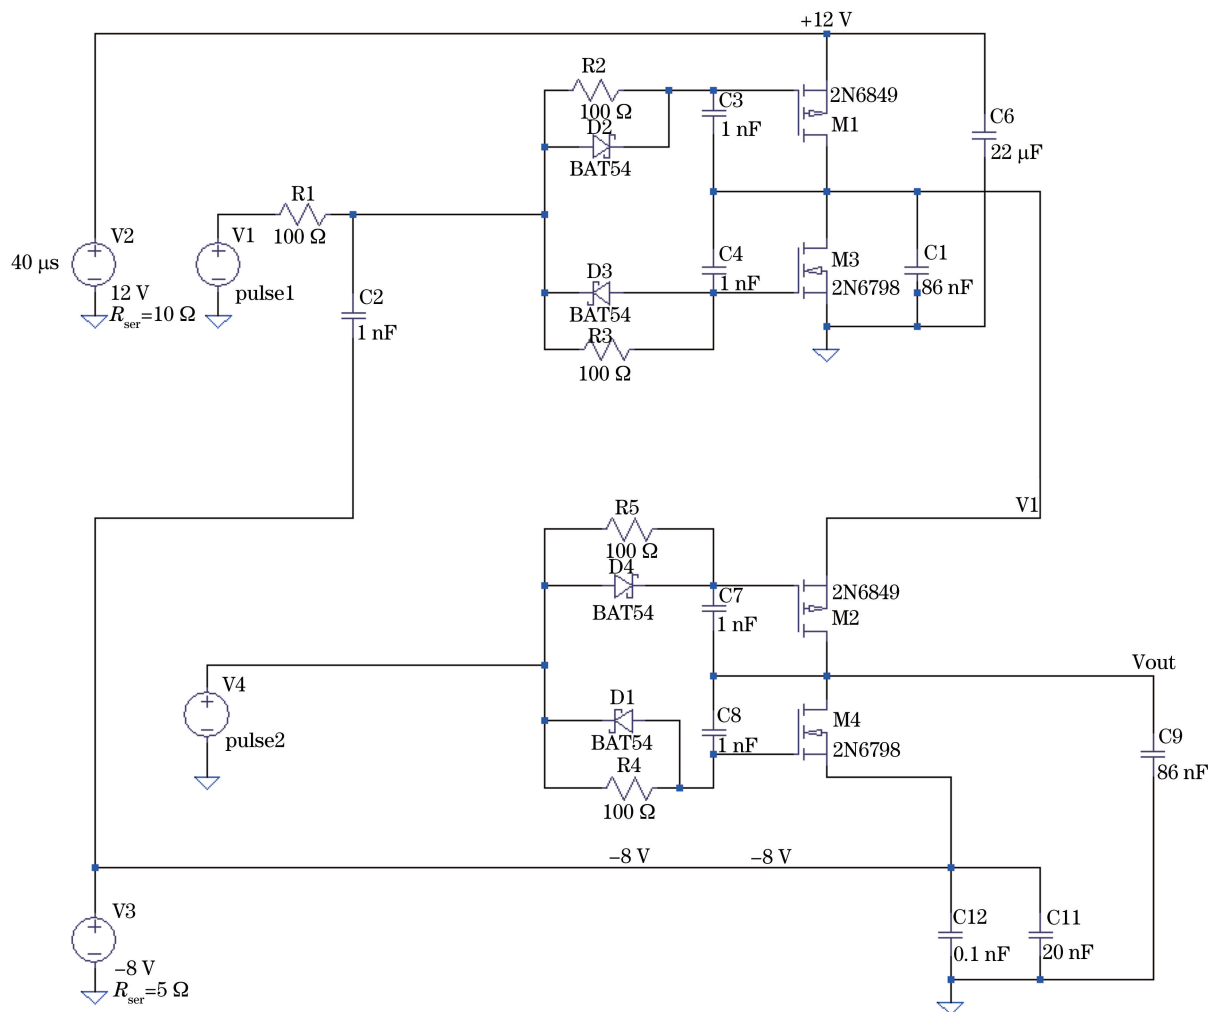 +12 V
R2
100 Ω
D2
BAT54
C3
1 nF
2N6849
M1
C6
22 µF
R1
100 Ω
V2
40 µs
12 V
Rser=10 Ω
V1
pulse1
C2
1 nF
D3
BAT54
R3
100 Ω
C4
1 nF
M3
2N6798
C1
86 nF
V1
R5
100 Ω
D4
BAT54
C7
1 nF
2N6849
M2
Vout
V4
pulse2
D1
BAT54
R4
100 Ω
C8
1 nF
M4
2N6798
C9
86 nF
−8 V
−8 V
V3
−8 V
Rser=5 Ω
C12
0.1 nF
C11
20 nF